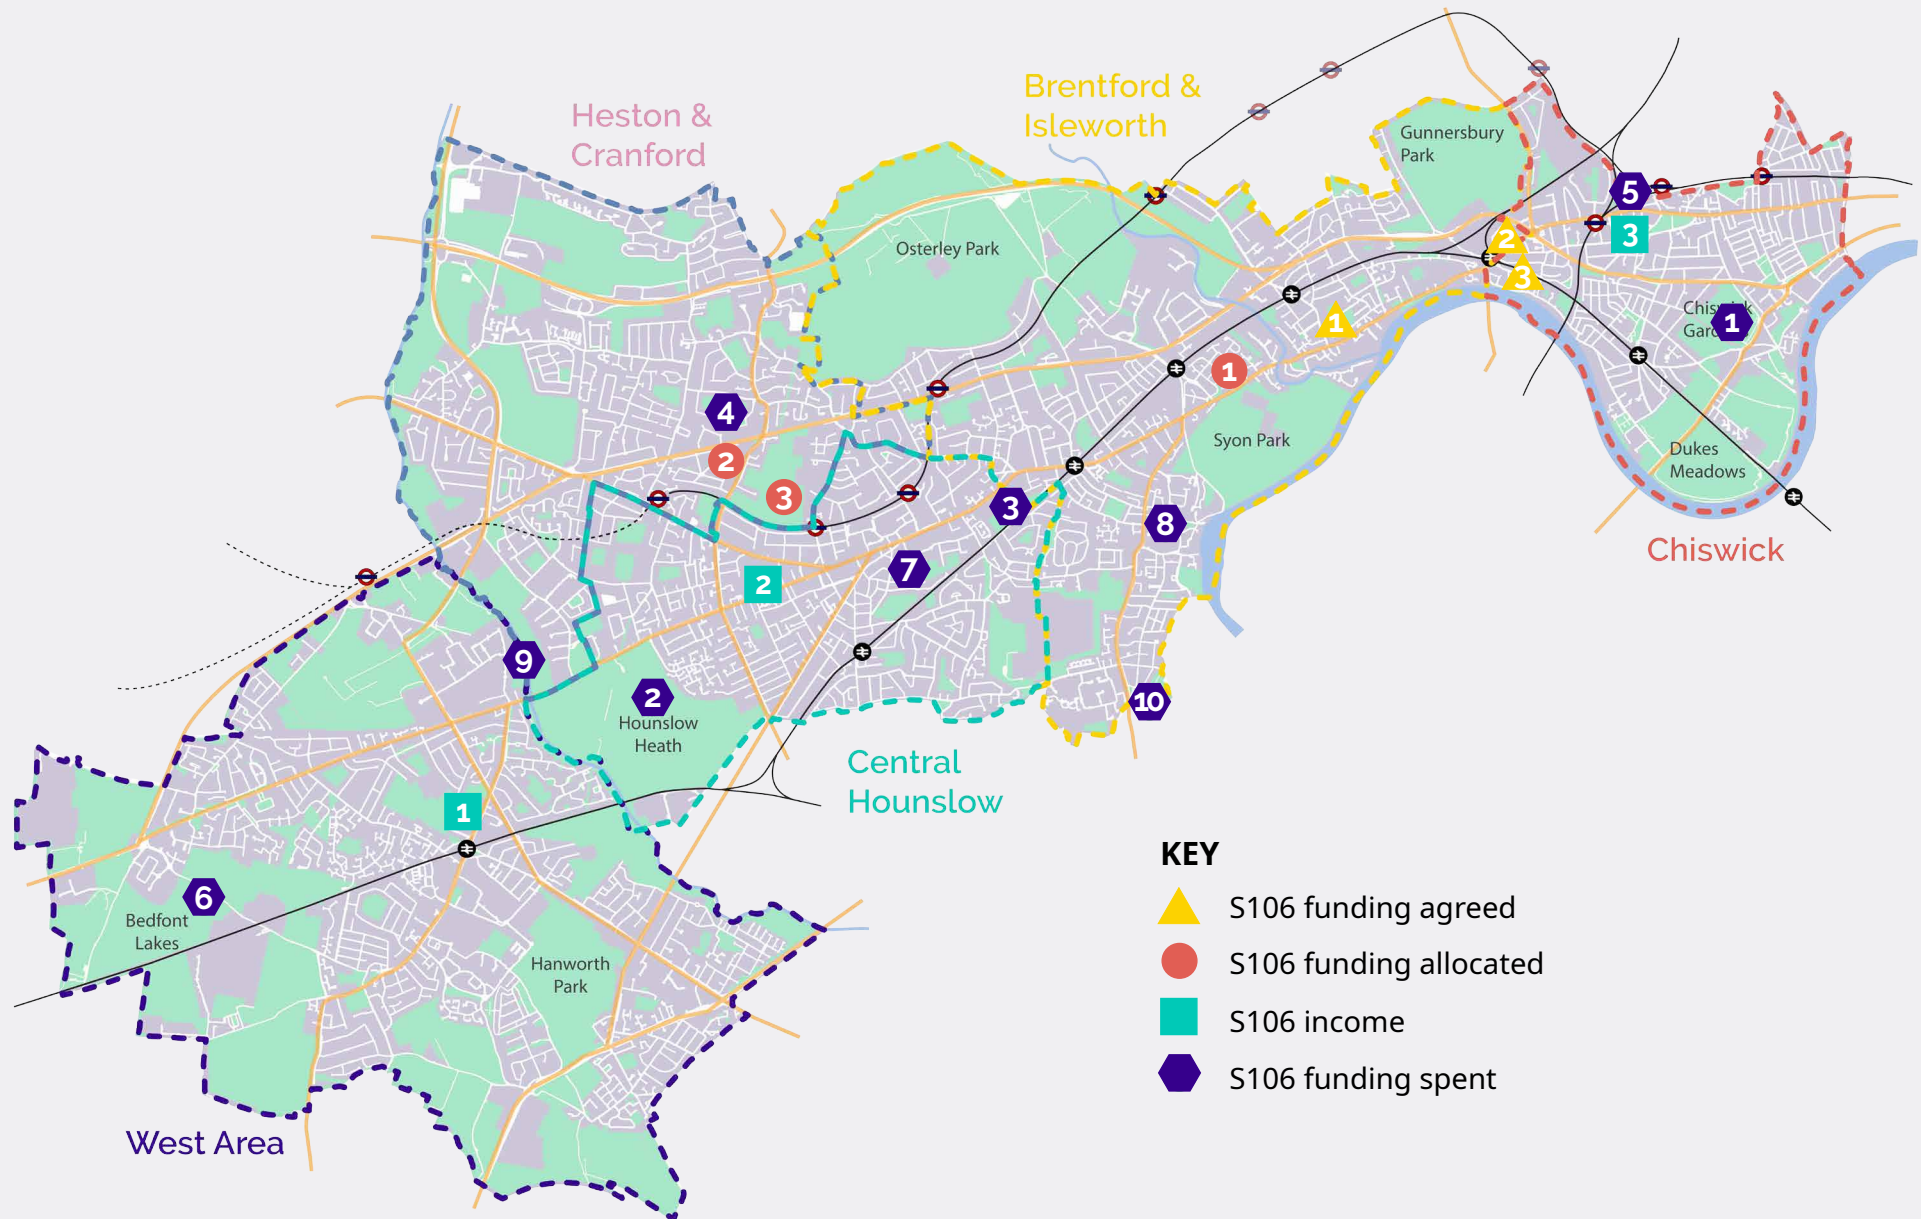 Heston &
Cranford
Brentford &
Isleworth
Gunnersbury
Park
5
2
3
3
Osterley Park
1
Chiswick
1
1
4
2
Syon Park
Dukes
Meadows
3
3
8
Chiswick
7
2
9
2
Hounslow
Heath
10
Central
Hounslow
1
6
Bedfont
Lakes
Hanworth
Park
West Area
KEY
S106 funding agreed
S106 funding allocated
S106 income
S106 funding spent